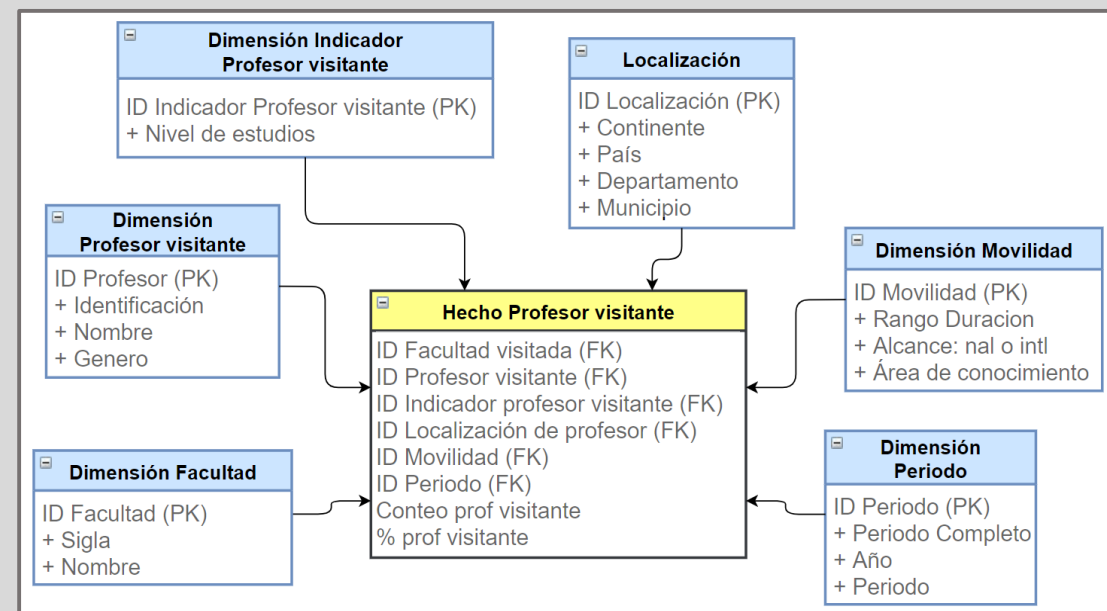 Dimensión Indicador
Profesor visitante
ID Indicador Profesor visitante (PK)
+ Nivel de estudios
Localización
ID Localización (PK)
+ Continente
+ País
+ Departamento
+ Municipio
Dimensión
Profesor visitante
ID Profesor (PK)
+ Identificación
+ Nombre
+ Genero
Dimensión Movilidad
ID Movilidad (PK)
+ Rango Duracion
+ Alcance: nal o intl
+ Área de conocimiento
Hecho Profesor visitante
ID Facultad visitada (FK)
ID Profesor visitante (FK)
ID Indicador profesor visitante (FK)
ID Localización de profesor (FK)
ID Movilidad (FK)
ID Periodo (FK)
Conteo prof visitante
% prof visitante
Dimensión Facultad
ID Facultad (PK)
+ Sigla
+ Nombre
Dimensión
Periodo
ID Periodo (PK)
+ Periodo Completo
+ Año
+ Periodo